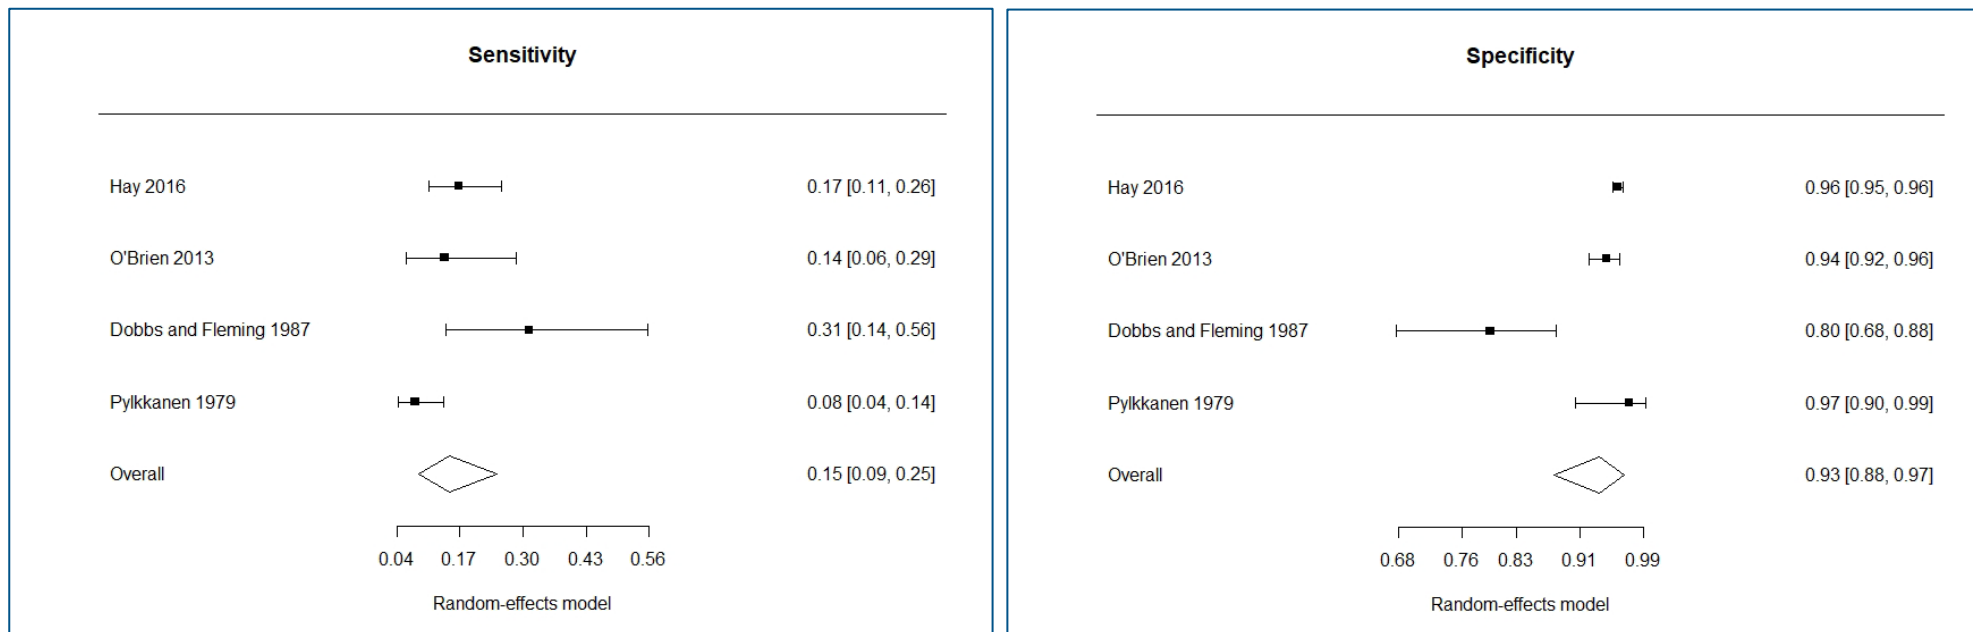 Sensitivity
Hay 2016 0.17 [0.11, 0.26]
O'Brien 2013 0.14 [0.06, 0.29]
Dobbs and Fleming 1987 0.31 [0.14, 0.56]
Pylkkanen 1979 0.08 [0.04, 0.14]
Overall 0.15 [0.09, 0.25]
0.04 0.17 0.30 0.43 0.56
Random-effects model
Specificity
Hay 2016 0.96 [0.95, 0.96]
O'Brien 2013 0.94 [0.92, 0.96]
Dobbs and Fleming 1987 0.80 [0.68, 0.88]
Pylkkanen 1979 0.97 [0.90, 0.99]
Overall 0.93 [0.88, 0.97]
0.68 0.76 0.83 0.91 0.99
Random-effects model